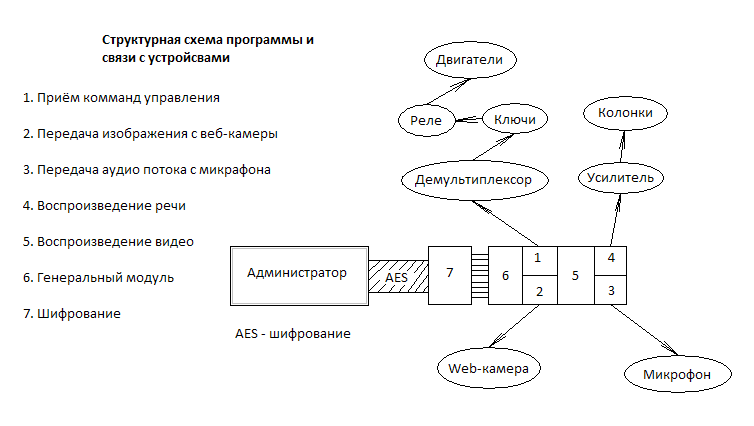 Структурная схема программы и
связи с устройсвами
1. Приём комманд управления
2. Передача изображения с веб-камеры
3. Передача аудио потока с микрафона
4. Воспроизведение речи
5. Воспроизведение видео
6. Генеральный модуль
7. Шифрование
Двигатели
Реле
Ключи
Колонки
Демультиплексор
Усилитель
Администратор
AES
7
6
1
2
5
4
3
AES - шифрование
Web-камера
Микрофон